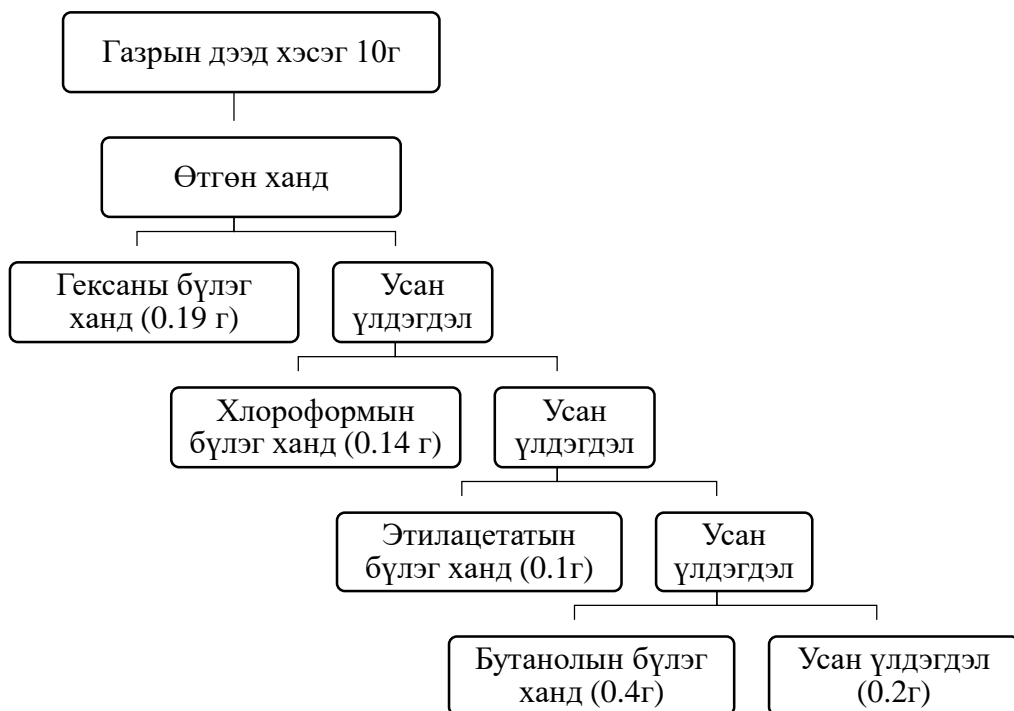 Газрын дээд хэсэг 10г
Өтгөн ханд
Гексаны бүлэг
ханд (0.19 г)
Усан
үлдэгдэл
Хлороформын
бүлэг ханд (0.14 г)
Усан
үлдэгдэл
Этилацетатын
бүлэг ханд (0.1г)
Усан
үлдэгдэл
Бутанолын бүлэг
ханд (0.4г)
Усан үлдэгдэл
(0.2г)